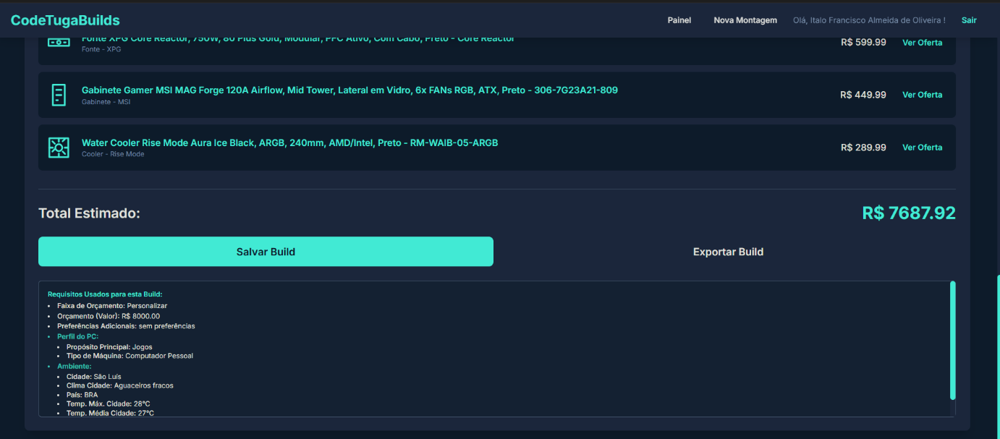 CodeTugaBuilds
Painel
Nova Montagem
Olá, Italo Francisco Almeida de Oliveira !
Sair
Fonte XPG Core Reactor, 750W, 80 Plus Gold, Modular, PFC Ativo, Com Cabo, Preto - Core Reactor
Fonte - XPG
R$ 599.99
Ver Oferta
Gabinete Gamer MSI MAG Forge 120A Airflow, Mid Tower, Lateral em Vidro, 6x FANs RGB, ATX, Preto - 306-7G23A21-809
Gabinete - MSI
R$ 449.99
Ver Oferta
Water Cooler Rise Mode Aura Ice Black, ARGB, 240mm, AMD/Intel, Preto - RM-WAIB-05-ARGB
Cooler - Rise Mode
R$ 289.99
Ver Oferta
Total Estimado:
R$ 7687.92
Salvar Build
Exportar Build
Requisitos Usados para esta Build:
• Faixa de Orçamento: Personalizar
• Orçamento (Valor): R$ 8000.00
• Preferências Adicionais: sem preferências
• Perfil do PC:
• Propósito Principal: Jogos
• Tipo de Máquina: Computador Pessoal
• Ambiente:
• Cidade: São Luís
• Clima Cidade: Aguaceiros fracos
• País: BRA
• Temp. Máx. Cidade: 28°C
• Temp. Média Cidade: 27°C